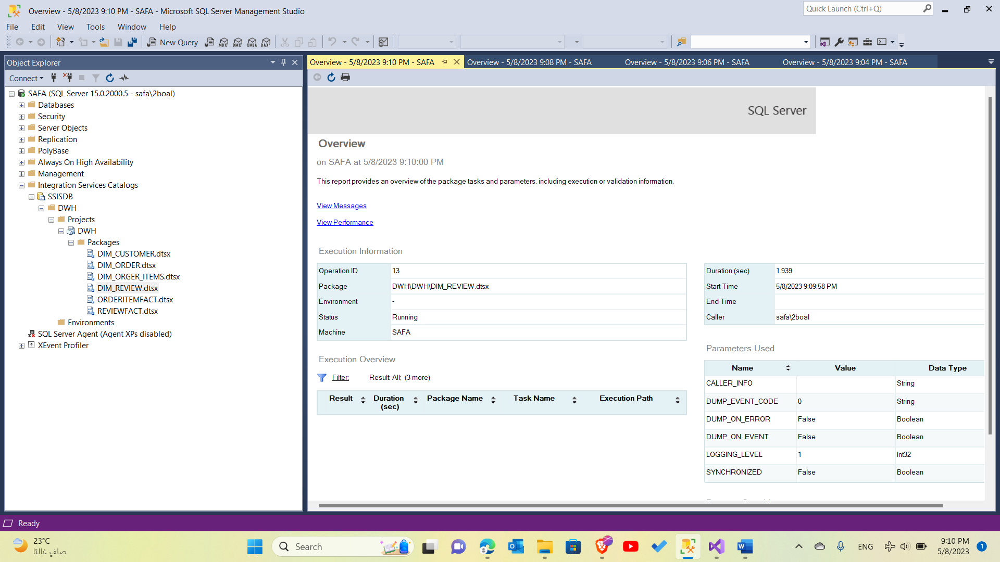 Overview - 5/8/2023 9:10 PM - SAFA - Microsoft SQL Server Management Studio
Quick Launch (Ctrl+Q)
File Edit View Tools Window Help
New Query MDX DMX XMLA DAX
Object Explorer
Connect
SAFA (SQL Server 15.0.2000.5 - safa\2boal)
Databases
Security
Server Objects
Replication
PolyBase
Always On High Availability
Management
Integration Services Catalogs
SSISDB
DWH
Projects
DWH
Packages
DIM_CUSTOMER.dtsx
DIM_ORDER.dtsx
DIM_ORGER_ITEMS.dtsx
DIM_REVIEW.dtsx
ORDERITEMFACT.dtsx
REVIEWFACT.dtsx
Environments
SQL Server Agent (Agent XPs disabled)
XEvent Profiler
Overview - 5/8/2023 9:10 PM - SAFA Overview - 5/8/2023 9:08 PM - SAFA Overview - 5/8/2023 9:06 PM - SAFA Overview - 5/8/2023 9:04 PM - SAFA
SQL Server
Overview
on SAFA at 5/8/2023 9:10:00 PM
This report provides an overview of the package tasks and parameters, including execution or validation information.
View Messages
View Performance
Execution Information
Operation ID 13
Package DWH\DWH\DIM_REVIEW.dtsx
Environment -
Status Running
Machine SAFA
Duration (sec) 1.939
Start Time 5/8/2023 9:09:58 PM
End Time
Caller safa\2boal
Execution Overview
Filter: Result: All; (3 more)
Result Duration (sec) Package Name Task Name Execution Path
Parameters Used
Name Value Data Type
CALLER_INFO String
DUMP_EVENT_CODE 0 String
DUMP_ON_ERROR False Boolean
DUMP_ON_EVENT False Boolean
LOGGING_LEVEL 1 Int32
SYNCHRONIZED False Boolean
Ready
23°C
صافٍ غالبًا
Search
ENG
9:10 PM
5/8/2023
1